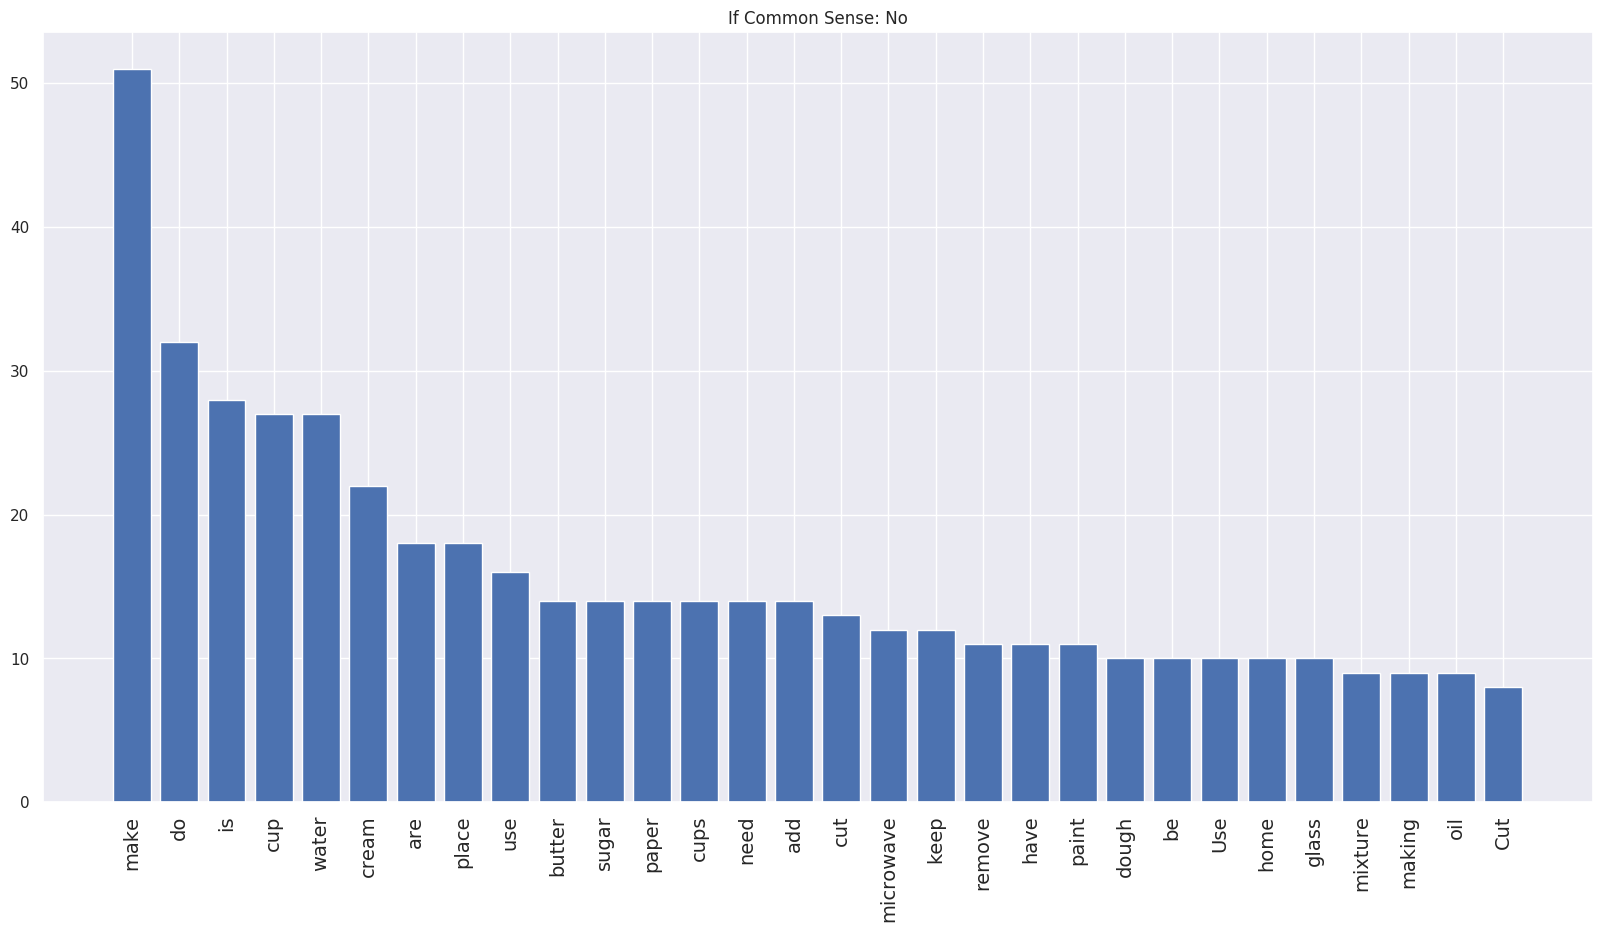 If Common Sense: No
50
40
30
20
10
0
make
do
is
cup
water
cream
are
place
use
butter
sugar
paper
cups
need
add
cut
microwave
keep
remove
have
paint
dough
be
Use
home
glass
mixture
making
oil
Cut